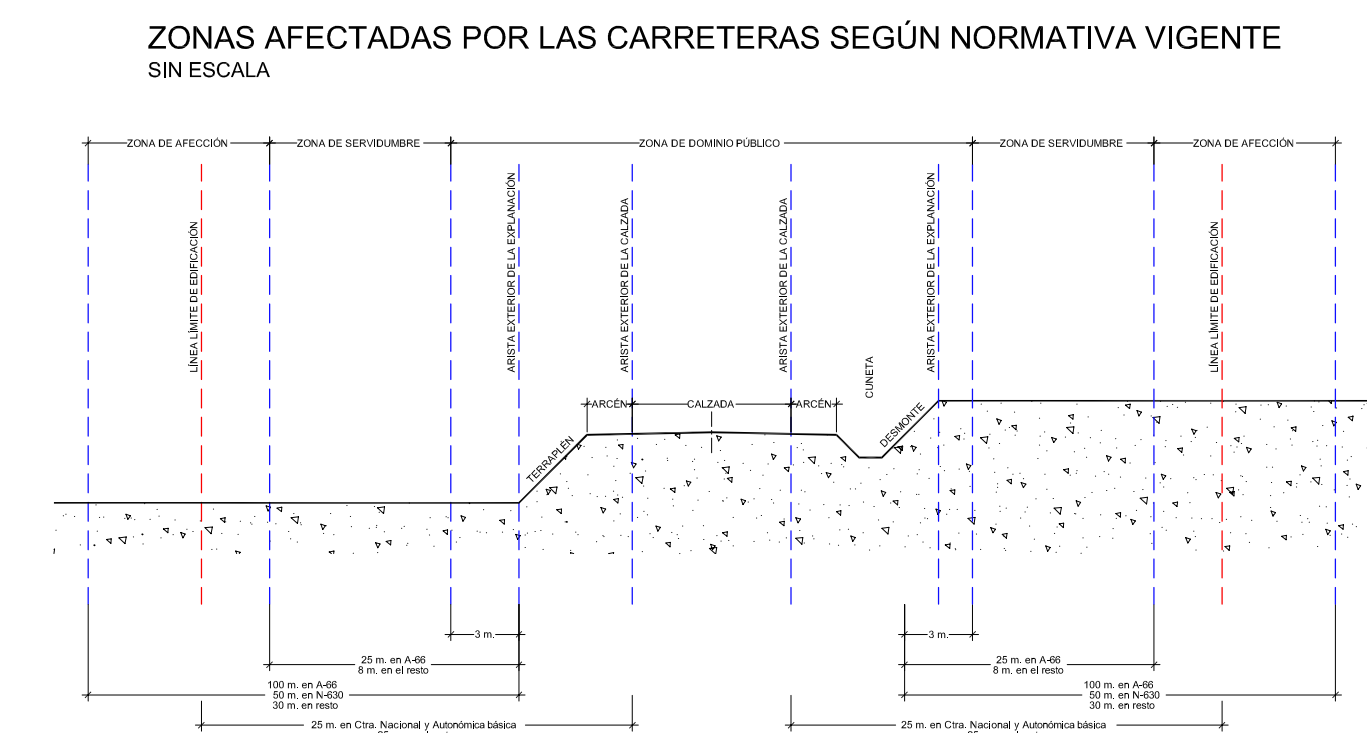 ZONAS AFECTADAS POR LAS CARRETERAS SEGÚN NORMATIVA VIGENTE
SIN ESCALA
ZONA DE AFECCIÓN
ZONA DE SERVIDUMBRE
ZONA DE DOMINIO PÚBLICO
ZONA DE SERVIDUMBRE
ZONA DE AFECCIÓN
LÍNEA LÍMITE DE EDIFICACIÓN
ARISTA EXTERIOR DE LA EXPLANACIÓN
ARISTA EXTERIOR DE LA CALZADA
ARISTA EXTERIOR DE LA CALZADA
CUNETA
ARISTA EXTERIOR DE LA EXPLANACIÓN
LÍNEA LÍMITE DE EDIFICACIÓN
ARCÉN
CALZADA
ARCÉN
TERRAPLÉN
DESMONTE
3 m.
3 m.
25 m. en A-66
8 m. en el resto
25 m. en A-66
8 m. en el resto
100 m. en A-66
50 m. en N-630
30 m. en resto
100 m. en A-66
50 m. en N-630
30 m. en resto
25 m. en Ctra. Nacional y Autonómica básica
25 m. en Ctra. Nacional y Autonómica básica